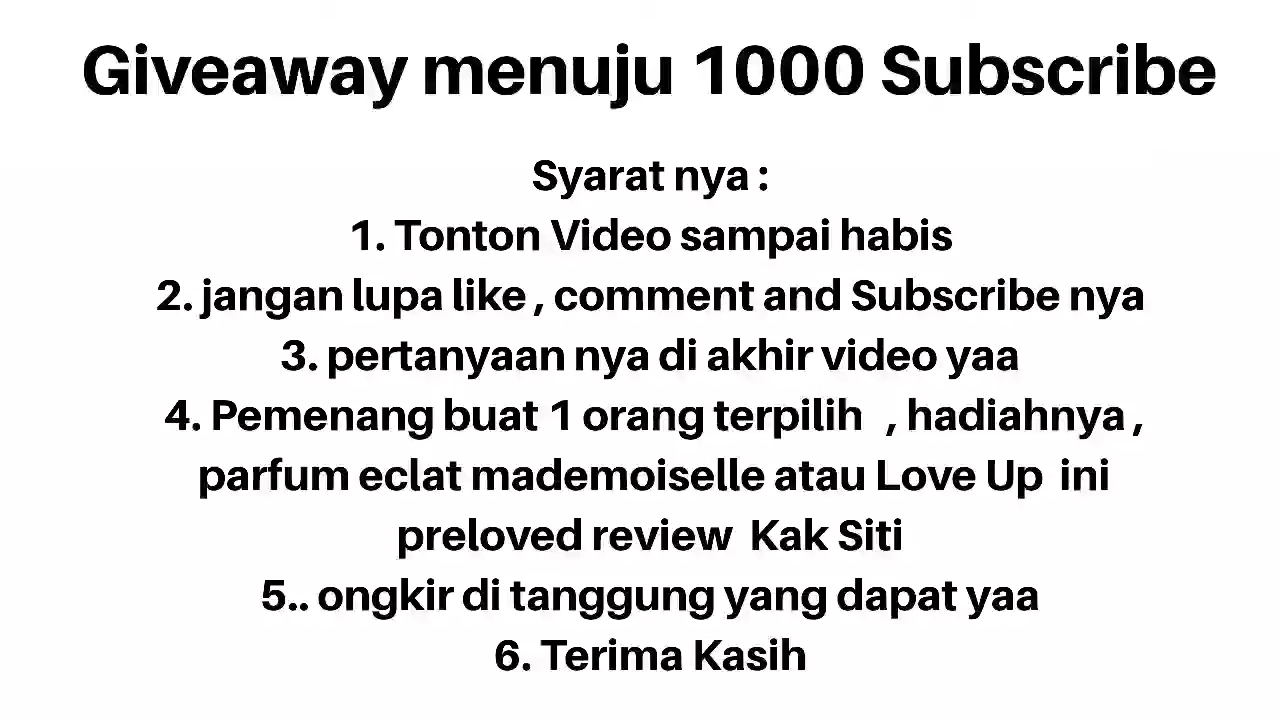 Giveaway menuju 1000 Subscribe
Syarat nya :
1. Tonton Video sampai habis
2. jangan lupa like , comment and Subscribe nya
3. pertanyaan nya di akhir video yaa
4. Pemenang buat 1 orang terpilih , hadiahnya ,
parfum eclat mademoiselle atau Love Up ini
preloved review Kak Siti
5.. ongkir di tanggung yang dapat yaa
6. Terima Kasih